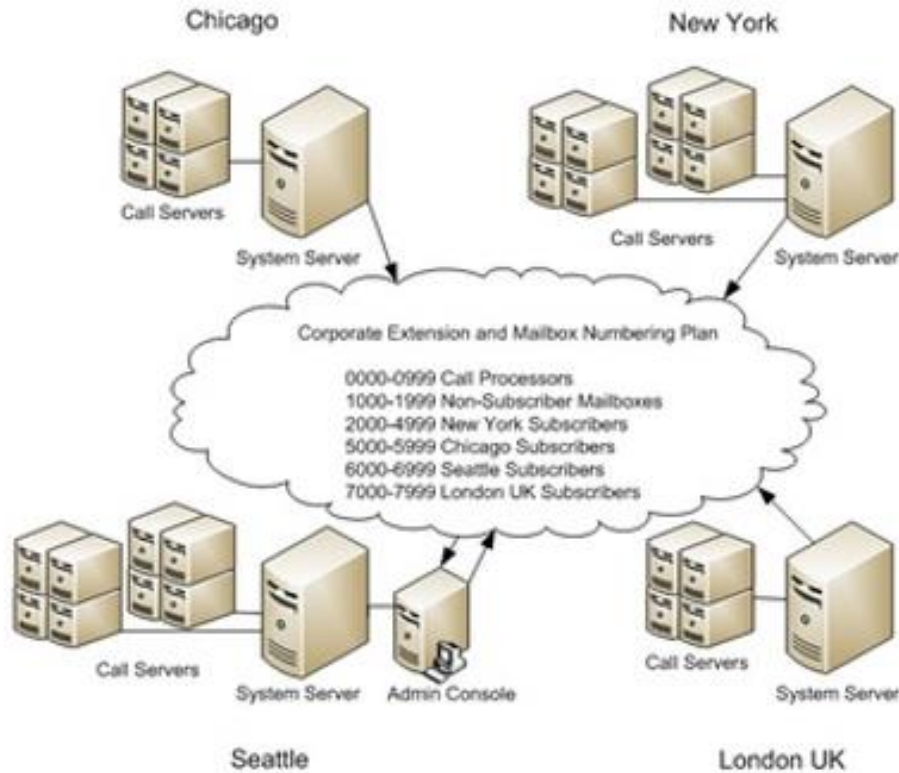 Chicago
New York
Call Servers
System Server
Call Servers
System Server
Corporate Extension and Mailbox Numbering Plan
0000-0999 Call Processors
1000-1999 Non-Subscriber Mailboxes
2000-4999 New York Subscribers
5000-5999 Chicago Subscribers
6000-6999 Seattle Subscribers
7000-7999 London UK Subscribers
Call Servers
System Server
Admin Console
Call Servers
System Server
Seattle
London UK